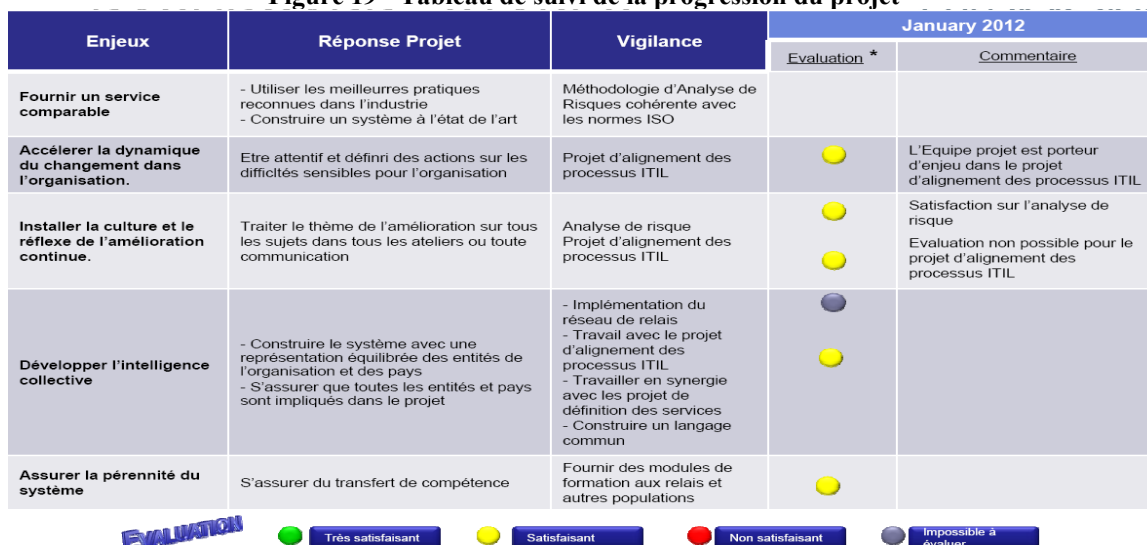 Figure 19 - Tableau de suivi de la progression du projet
Enjeux
Réponse Projet
Vigilance
January 2012
Evaluation *
Commentaire
Fournir un service
comparable
- Utiliser les meilleurres pratiques
reconnues dans l'industrie
- Construire un système à l'état de l'art
Méthodologie d'Analyse de
Risques cohérente avec
les normes ISO
Accélerer la dynamique
du changement dans
l'organisation.
Etre attentif et définri des actions sur les
difficltés sensibles pour l'organisation
Projet d'alignement des
processus ITIL
L'Equipe projet est porteur
d'enjeu dans le projet
d'alignement des processus ITIL
Installer la culture et le
réflexe de l'amélioration
continue.
Traiter le thème de l'amélioration sur tous
les sujets dans tous les ateliers ou toute
communication
Analyse de risque
Projet d'alignement des
processus ITIL
Satisfaction sur l'analyse de
risque
Evaluation non possible pour le
projet d'alignement des
processus ITIL
Développer l'intelligence
collective
- Construire le système avec une
représentation équilibrée des entités de
l'organisation et des pays
- S'assurer que toutes les entités et pays
sont impliqués dans le projet
- Implémentation du
réseau de relais
- Travail avec le projet
d'alignement des
processus ITIL
- Travailler en synergie
avec les projet de
définition des services
- Construire un langage
commun
Assurer la pérennité du
système
S'assurer du transfert de compétence
Fournir des modules de
formation aux relais et
autres populations
EVALUATION
Très satisfaisant
Satisfaisant
Non satisfaisant
Impossible à
évaluer